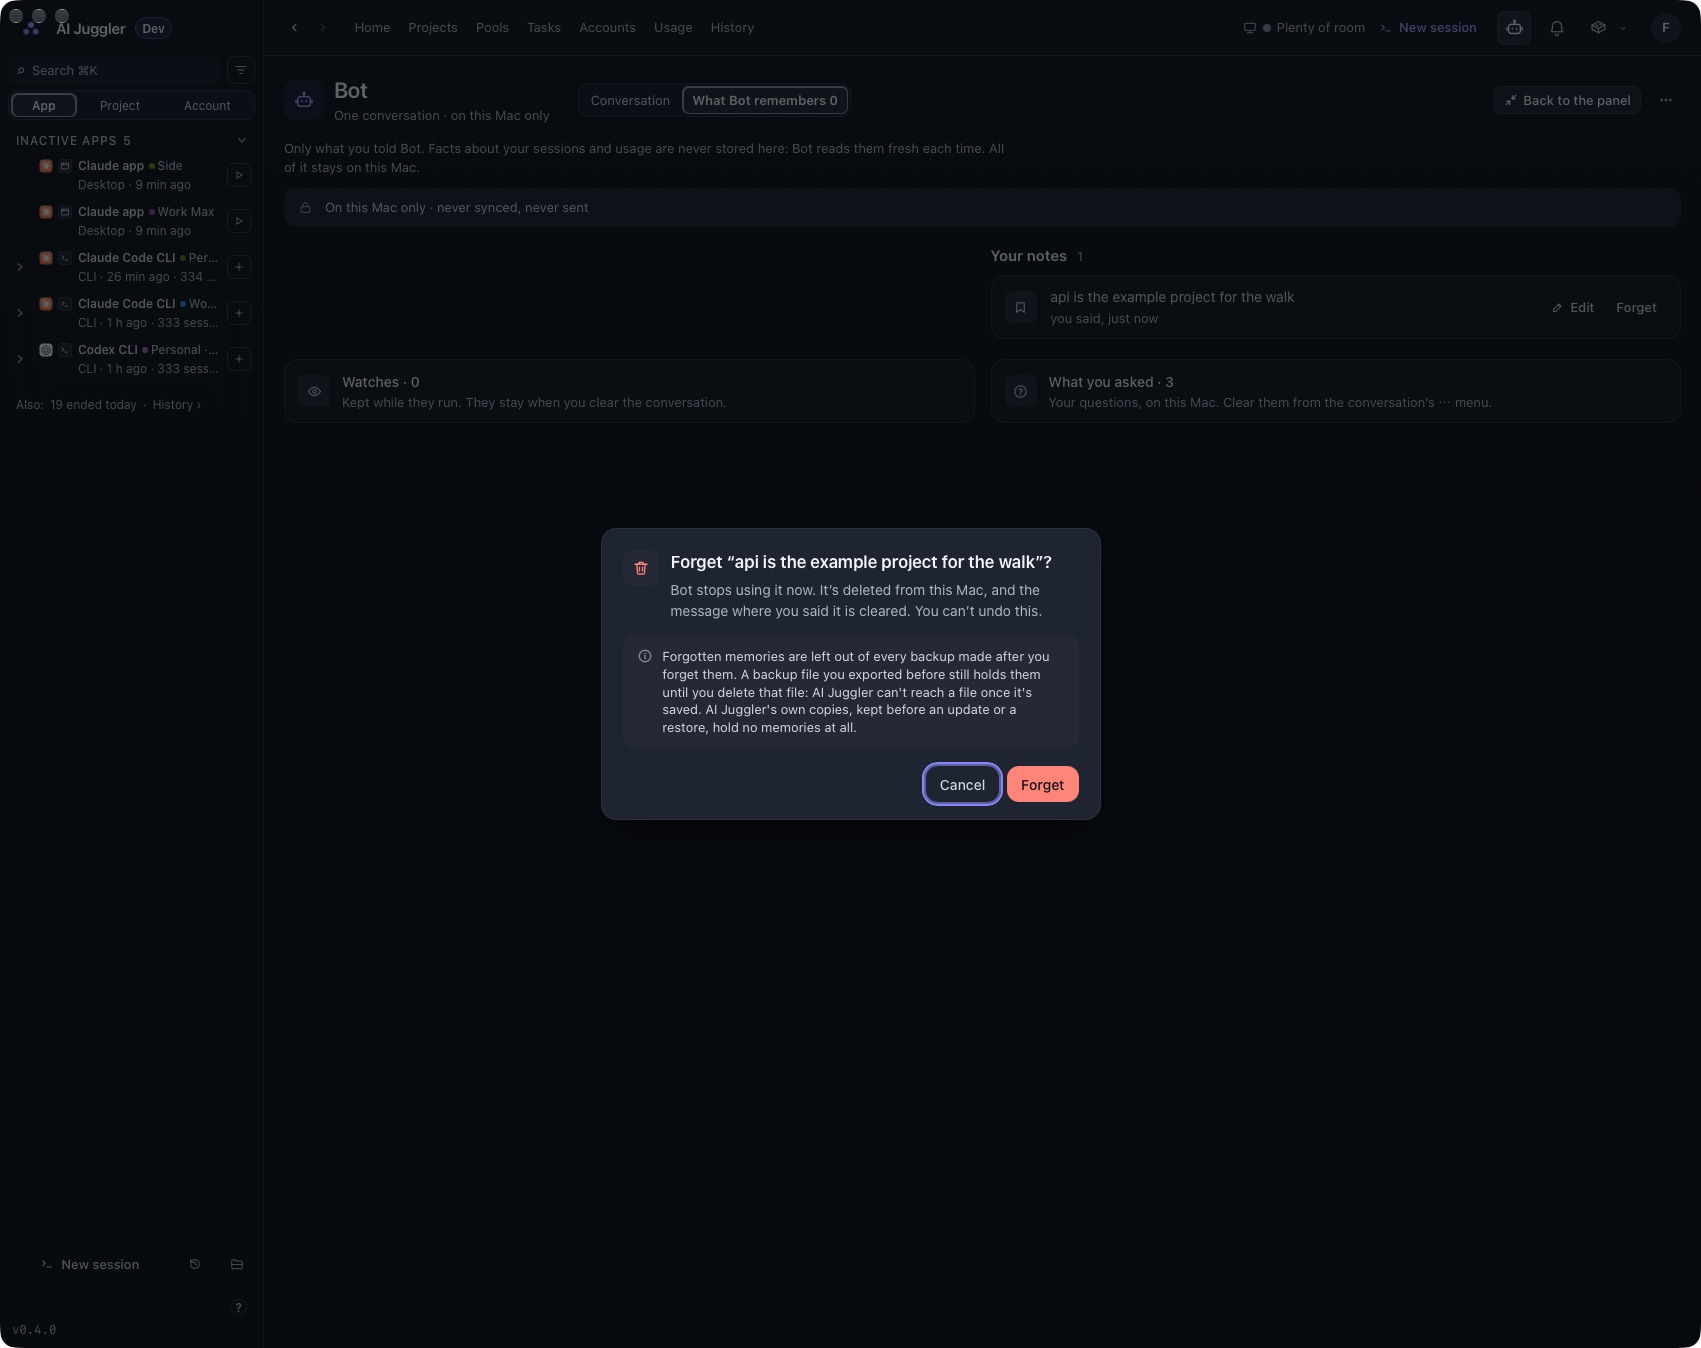 AI Juggler Dev
Search ⌘K
App Project Account
INACTIVE APPS 5
Claude app Side
Desktop · 9 min ago
Claude app Work Max
Desktop · 9 min ago
Claude Code CLI Per...
CLI · 26 min ago · 334 ...
Claude Code CLI Wo...
CLI · 1 h ago · 333 sess...
Codex CLI Personal ·...
CLI · 1 h ago · 333 sess...
Also: 19 ended today · History ›
New session
?
v0.4.0
Home Projects Pools Tasks Accounts Usage History
Plenty of room New session F
Bot
One conversation · on this Mac only
Conversation What Bot remembers 0
Back to the panel ···
Only what you told Bot. Facts about your sessions and usage are never stored here: Bot reads them fresh each time. All
of it stays on this Mac.
On this Mac only · never synced, never sent
Your notes 1
api is the example project for the walk
you said, just now
Edit Forget
Watches · 0
Kept while they run. They stay when you clear the conversation.
What you asked · 3
Your questions, on this Mac. Clear them from the conversation's ··· menu.
Forget “api is the example project for the walk”?
Bot stops using it now. It’s deleted from this Mac, and the
message where you said it is cleared. You can’t undo this.
Forgotten memories are left out of every backup made after you
forget them. A backup file you exported before still holds them
until you delete that file: AI Juggler can't reach a file once it's
saved. AI Juggler's own copies, kept before an update or a
restore, hold no memories at all.
Cancel Forget